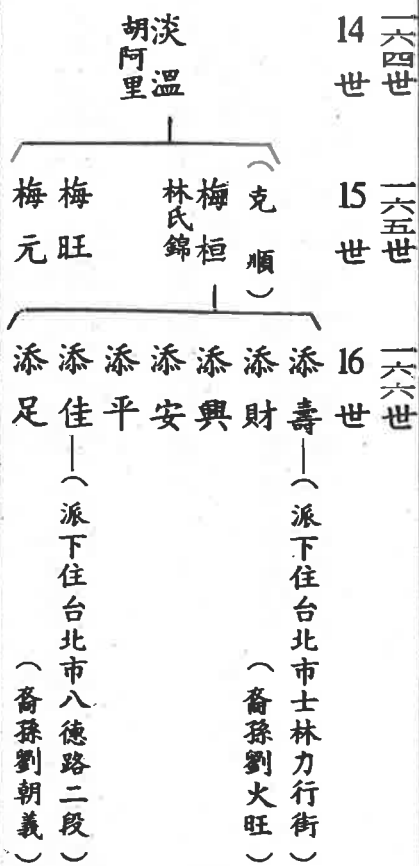 一六四世
14世
淡溫
胡阿里
一六五世
15世
(克順)
梅桓
林氏錦
梅旺
梅元
一六六世
16世
添壽—(派下住台北市士林力行街)
(裔孫劉火旺)
添財
添興
添安
添平
添佳—(派下住台北市八德路二段)
(裔孫劉朝義)
添足